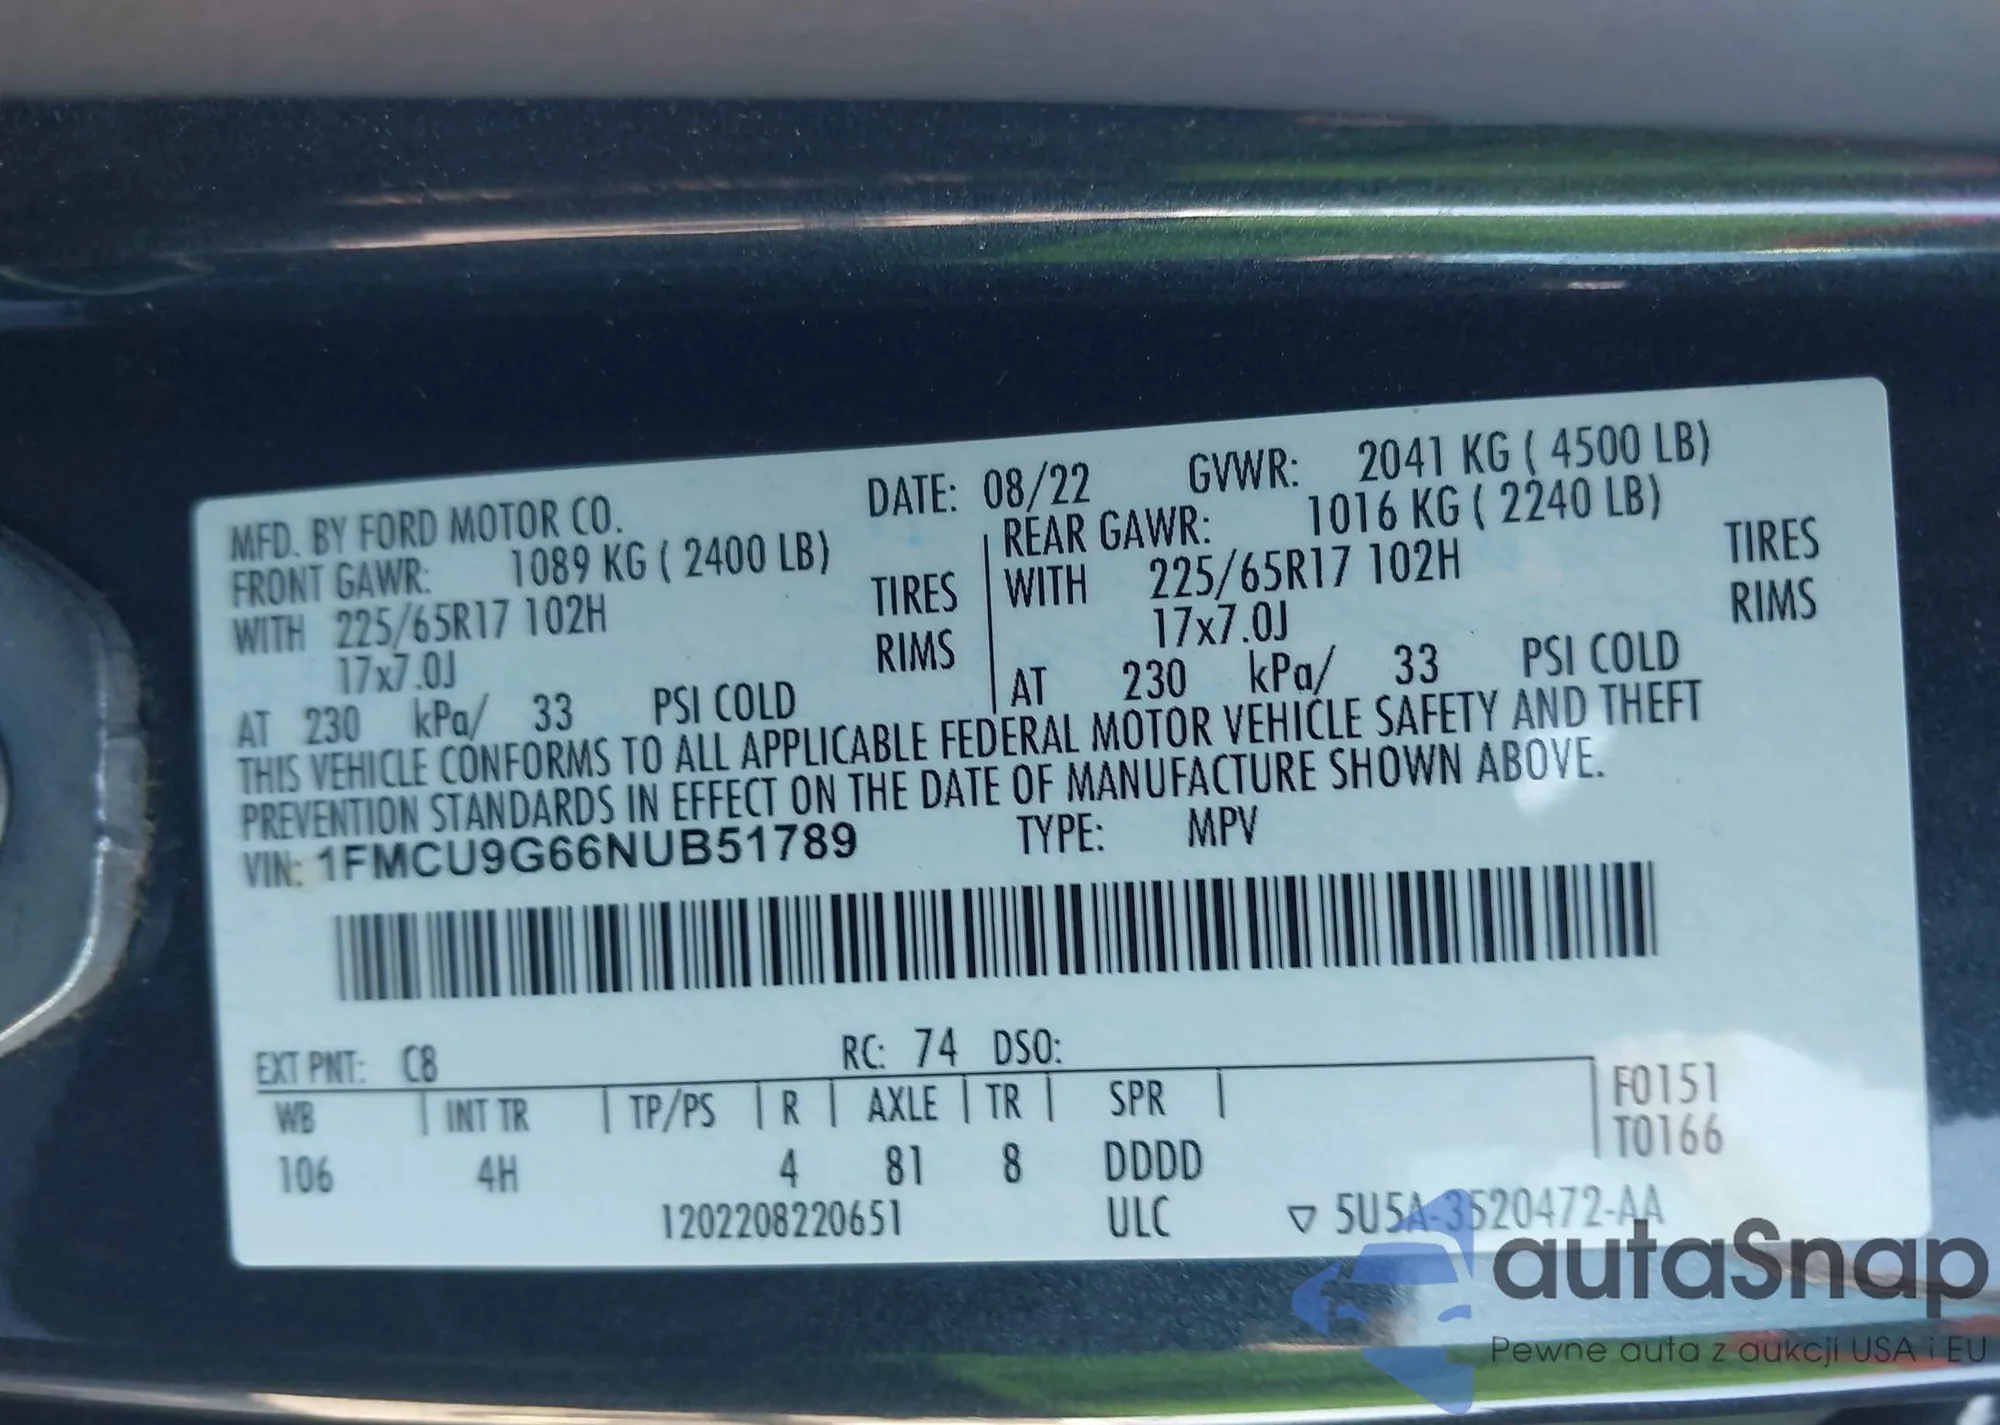 MFD. BY FORD MOTOR CO. DATE: 08/22 GVWR: 2041 KG ( 4500 LB)
FRONT GAWR: 1089 KG ( 2400 LB)
WITH 225/65R17 102H TIRES
17x7.0J RIMS
AT 230 kPa/ 33 PSI COLD
REAR GAWR: 1016 KG ( 2240 LB)
WITH 225/65R17 102H TIRES
17x7.0J RIMS
AT 230 kPa/ 33 PSI COLD
THIS VEHICLE CONFORMS TO ALL APPLICABLE FEDERAL MOTOR VEHICLE SAFETY AND THEFT
PREVENTION STANDARDS IN EFFECT ON THE DATE OF MANUFACTURE SHOWN ABOVE.
VIN: 1FMCU9G66NUB51789 TYPE: MPV
EXT PNT: C8 RC: 74 DSO:
WB INT TR TP/PS R AXLE TR SPR F0151
T0166
106 4H 4 81 8 DDDD
1202208220651 ULC ▽ 5U5A-3520472-AA
autaSnap
Pewne auta z aukcji USA i EU